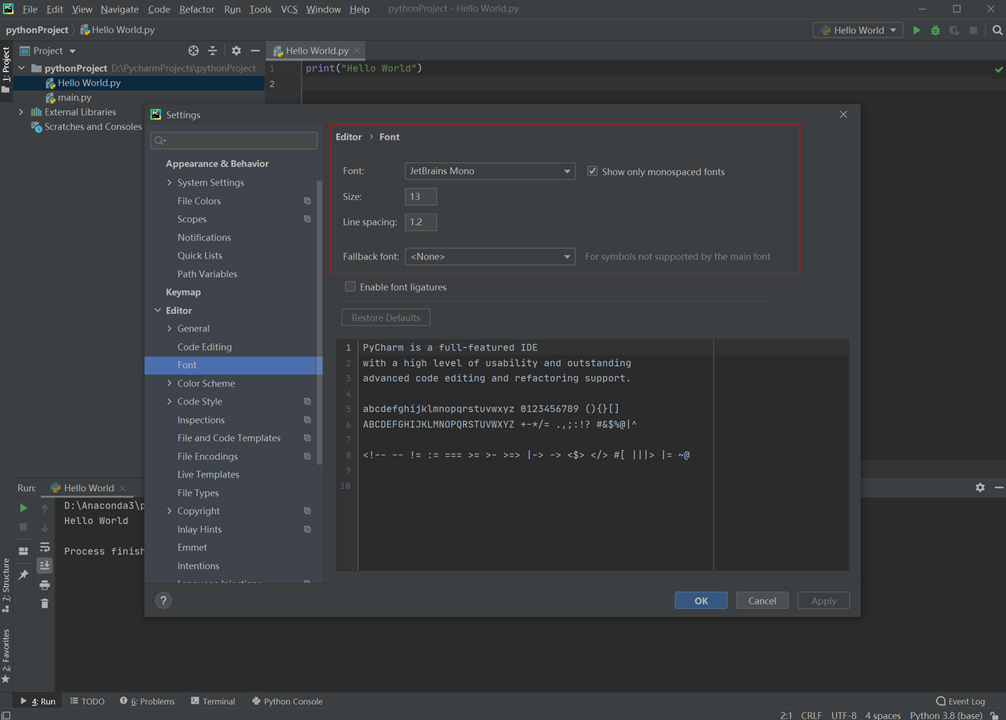 File Edit View Navigate Code Refactor Run Tools VCS Window Help pythonProject - Hello World.py
pythonProject Hello World.py
Hello World
Project
Hello World.py
1: Project
pythonProject D:\PycharmProjects\pythonProject
Hello World.py
main.py
External Libraries
Scratches and Consoles
1 print("Hello World")
2
Settings
Appearance & Behavior
System Settings
File Colors
Scopes
Notifications
Quick Lists
Path Variables
Keymap
Editor
General
Code Editing
Font
Color Scheme
Code Style
Inspections
File and Code Templates
File Encodings
Live Templates
File Types
Copyright
Inlay Hints
Emmet
Intentions
Editor › Font
Font: JetBrains Mono Show only monospaced fonts
Size: 13
Line spacing: 1.2
Fallback font: <None> For symbols not supported by the main font
Enable font ligatures
Restore Defaults
1 PyCharm is a full-featured IDE
2 with a high level of usability and outstanding
3 advanced code editing and refactoring support.
4
5 abcdefghijklmnopqrstuvwxyz 0123456789 (){}[]
6 ABCDEFGHIJKLMNOPQRSTUVWXYZ +-*/= .,;:!? #&$%@|^
7
8 <!-- -- != := === >= >- >=> |-> -> <$> </> #[ |||> |= ~@
9
10
? OK Cancel Apply
Run: Hello World
D:\Anaconda3\p
Hello World
Process finish
7: Structure
2: Favorites
4: Run TODO 6: Problems Terminal Python Console Event Log
2:1 CRLF UTF-8 4 spaces Python 3.8 (base)